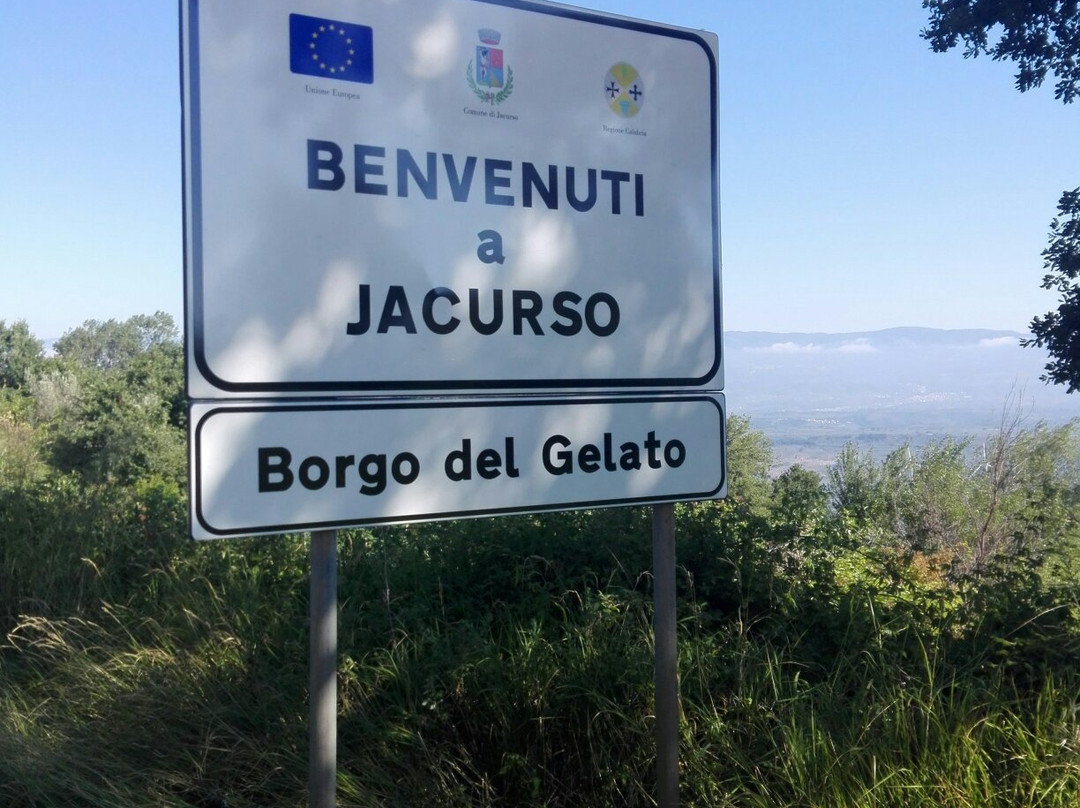 Unione Europea
Comune di Jacurso
Regione Calabria
BENVENUTI
a
JACURSO
Borgo del Gelato